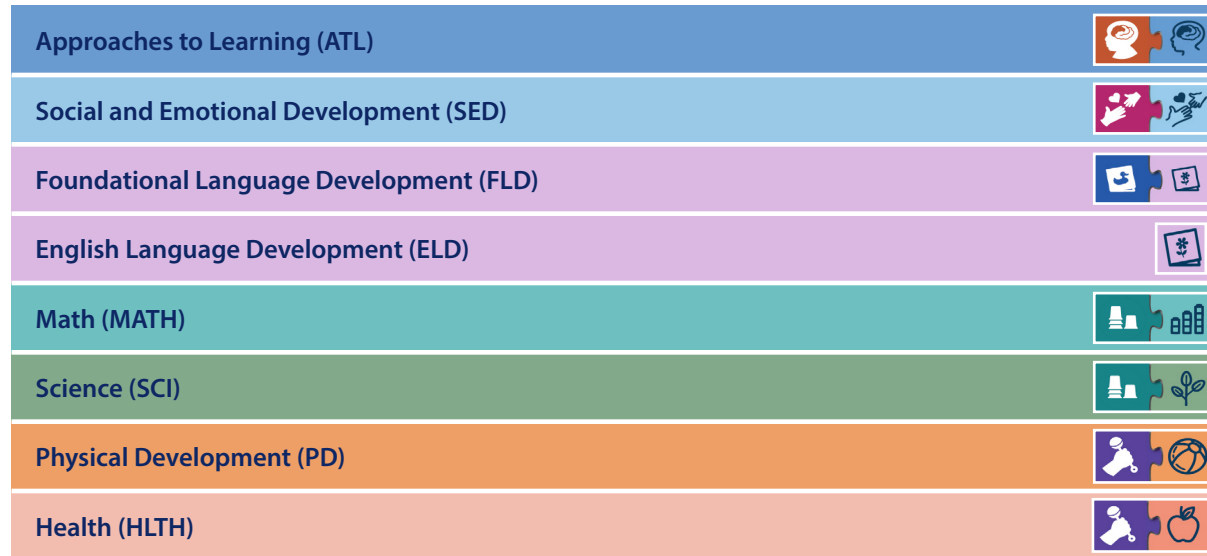 Approaches to Learning (ATL)
Social and Emotional Development (SED)
Foundational Language Development (FLD)
English Language Development (ELD)
Math (MATH)
Science (SCI)
Physical Development (PD)
Health (HLTH)